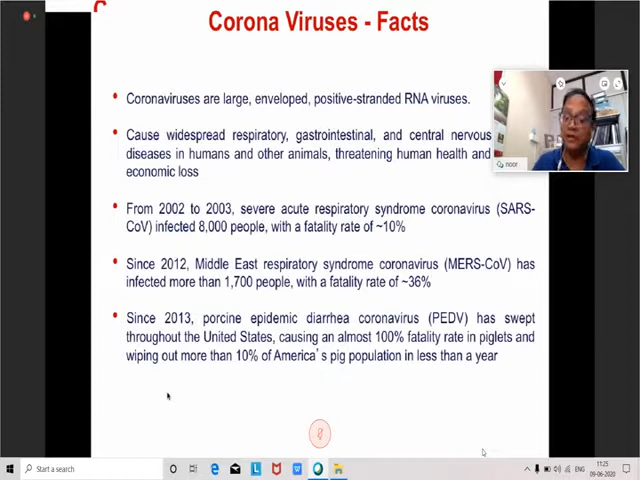 Corona Viruses - Facts
• Coronaviruses are large, enveloped, positive-stranded RNA viruses.
• Cause widespread respiratory, gastrointestinal, and central nervous
diseases in humans and other animals, threatening human health and
economic loss
• From 2002 to 2003, severe acute respiratory syndrome coronavirus (SARS-
CoV) infected 8,000 people, with a fatality rate of ~10%
• Since 2012, Middle East respiratory syndrome coronavirus (MERS-CoV) has
infected more than 1,700 people, with a fatality rate of ~36%
• Since 2013, porcine epidemic diarrhea coronavirus (PEDV) has swept
throughout the United States, causing an almost 100% fatality rate in piglets and
wiping out more than 10% of America's pig population in less than a year
noor
Start a search
ENG
11:25
09-06-2020